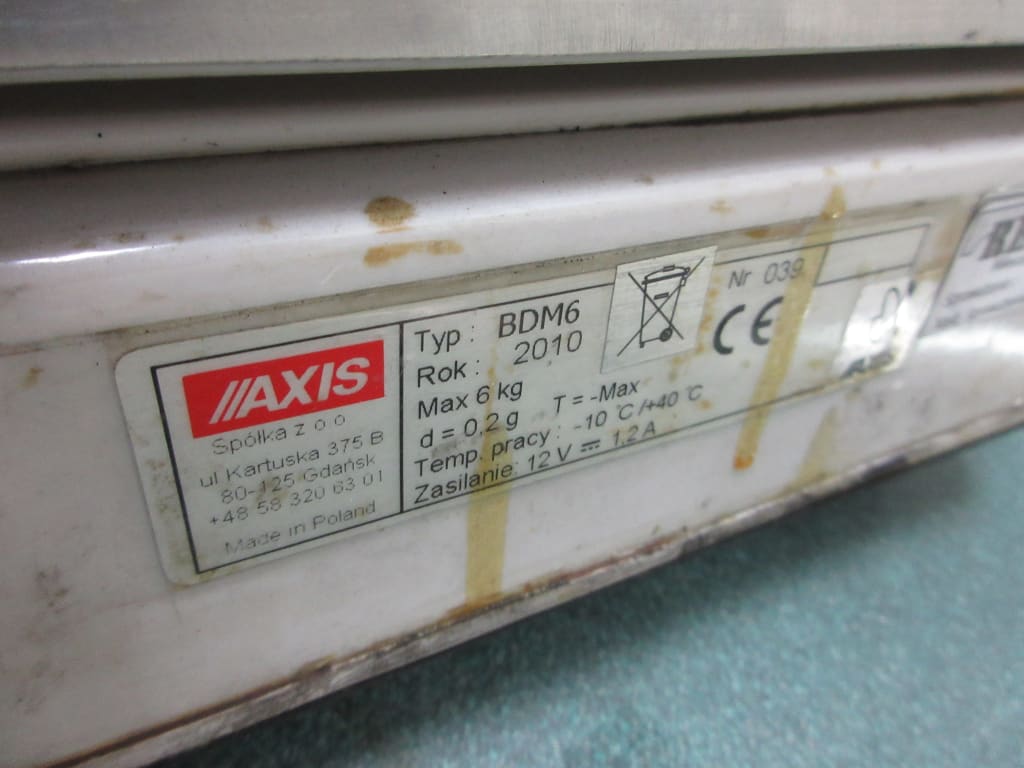 AXIS
Spółka z o o
ul Kartuska 375 B
80-125 Gdańsk
+48 58 320 63 01
Made in Poland
Typ : BDM6
Rok : 2010
Max 6 kg
d = 0,2 g T = -Max
Temp. pracy : -10 °C /+40 °C
Zasilanie: 12 V ⎓ 1,2 A
Nr 039
CE